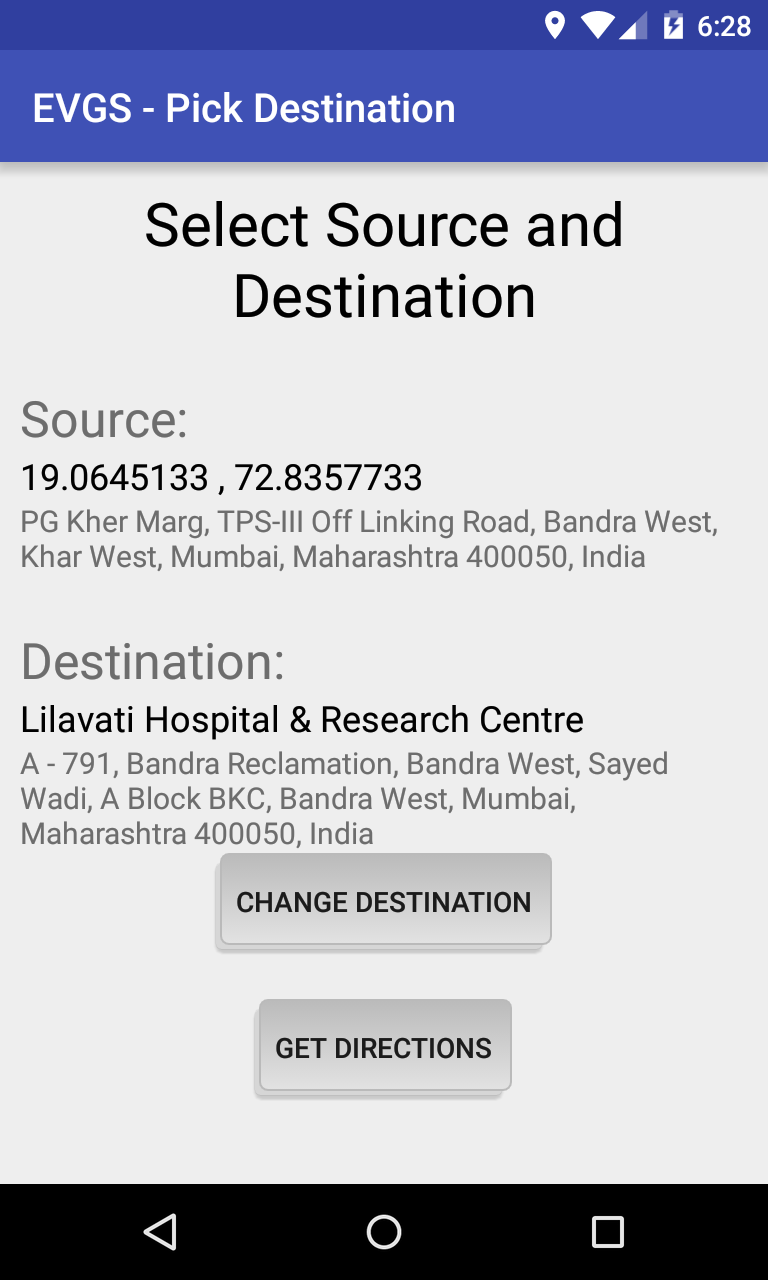 6:28
EVGS - Pick Destination
Select Source and
Destination
Source:
19.0645133 , 72.8357733
PG Kher Marg, TPS-III Off Linking Road, Bandra West,
Khar West, Mumbai, Maharashtra 400050, India
Destination:
Lilavati Hospital & Research Centre
A - 791, Bandra Reclamation, Bandra West, Sayed
Wadi, A Block BKC, Bandra West, Mumbai,
Maharashtra 400050, India
CHANGE DESTINATION
GET DIRECTIONS